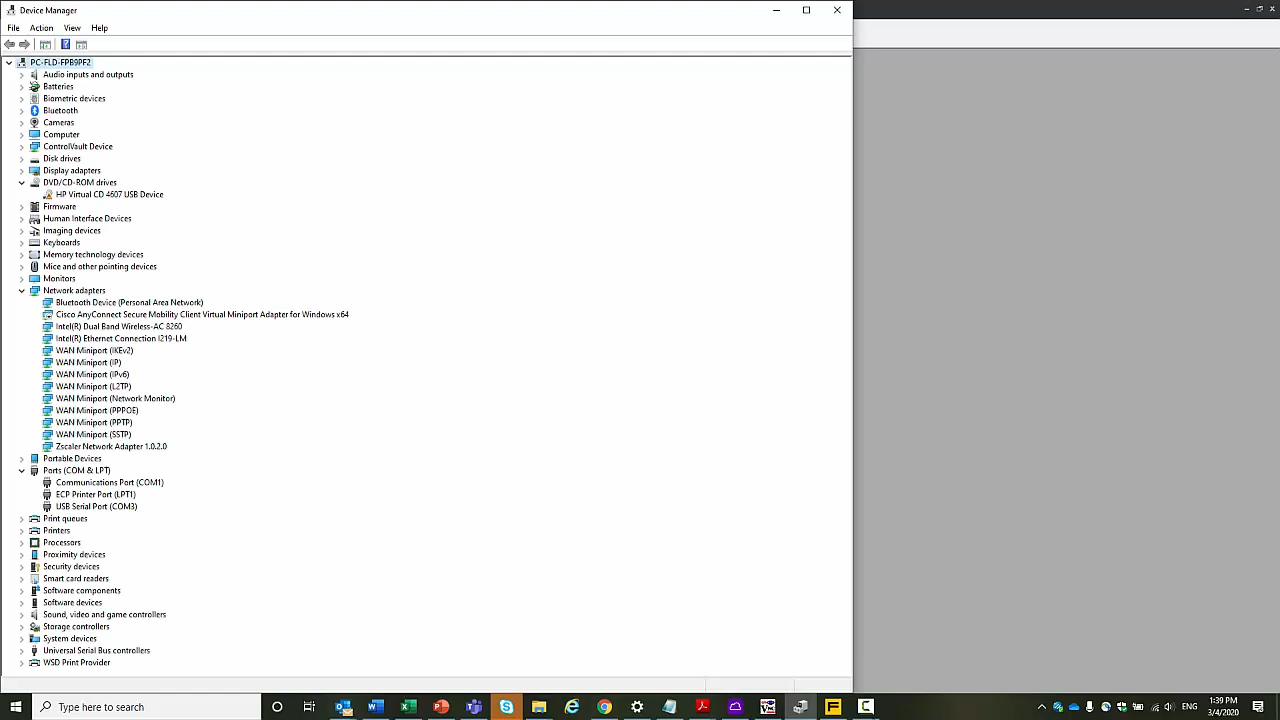 Device Manager
File Action View Help
PC-FLD-FPB9PF2
Audio inputs and outputs
Batteries
Biometric devices
Bluetooth
Cameras
Computer
ControlVault Device
Disk drives
Display adapters
DVD/CD-ROM drives
HP Virtual CD 4607 USB Device
Firmware
Human Interface Devices
Imaging devices
Keyboards
Memory technology devices
Mice and other pointing devices
Monitors
Network adapters
Bluetooth Device (Personal Area Network)
Cisco AnyConnect Secure Mobility Client Virtual Miniport Adapter for Windows x64
Intel(R) Dual Band Wireless-AC 8260
Intel(R) Ethernet Connection I219-LM
WAN Miniport (IKEv2)
WAN Miniport (IP)
WAN Miniport (IPv6)
WAN Miniport (L2TP)
WAN Miniport (Network Monitor)
WAN Miniport (PPPOE)
WAN Miniport (PPTP)
WAN Miniport (SSTP)
Zscaler Network Adapter 1.0.2.0
Portable Devices
Ports (COM & LPT)
Communications Port (COM1)
ECP Printer Port (LPT1)
USB Serial Port (COM3)
Print queues
Printers
Processors
Proximity devices
Security devices
Smart card readers
Software components
Software devices
Sound, video and game controllers
Storage controllers
System devices
Universal Serial Bus controllers
WSD Print Provider
Type here to search
ENG
1:39 PM
3/4/2020